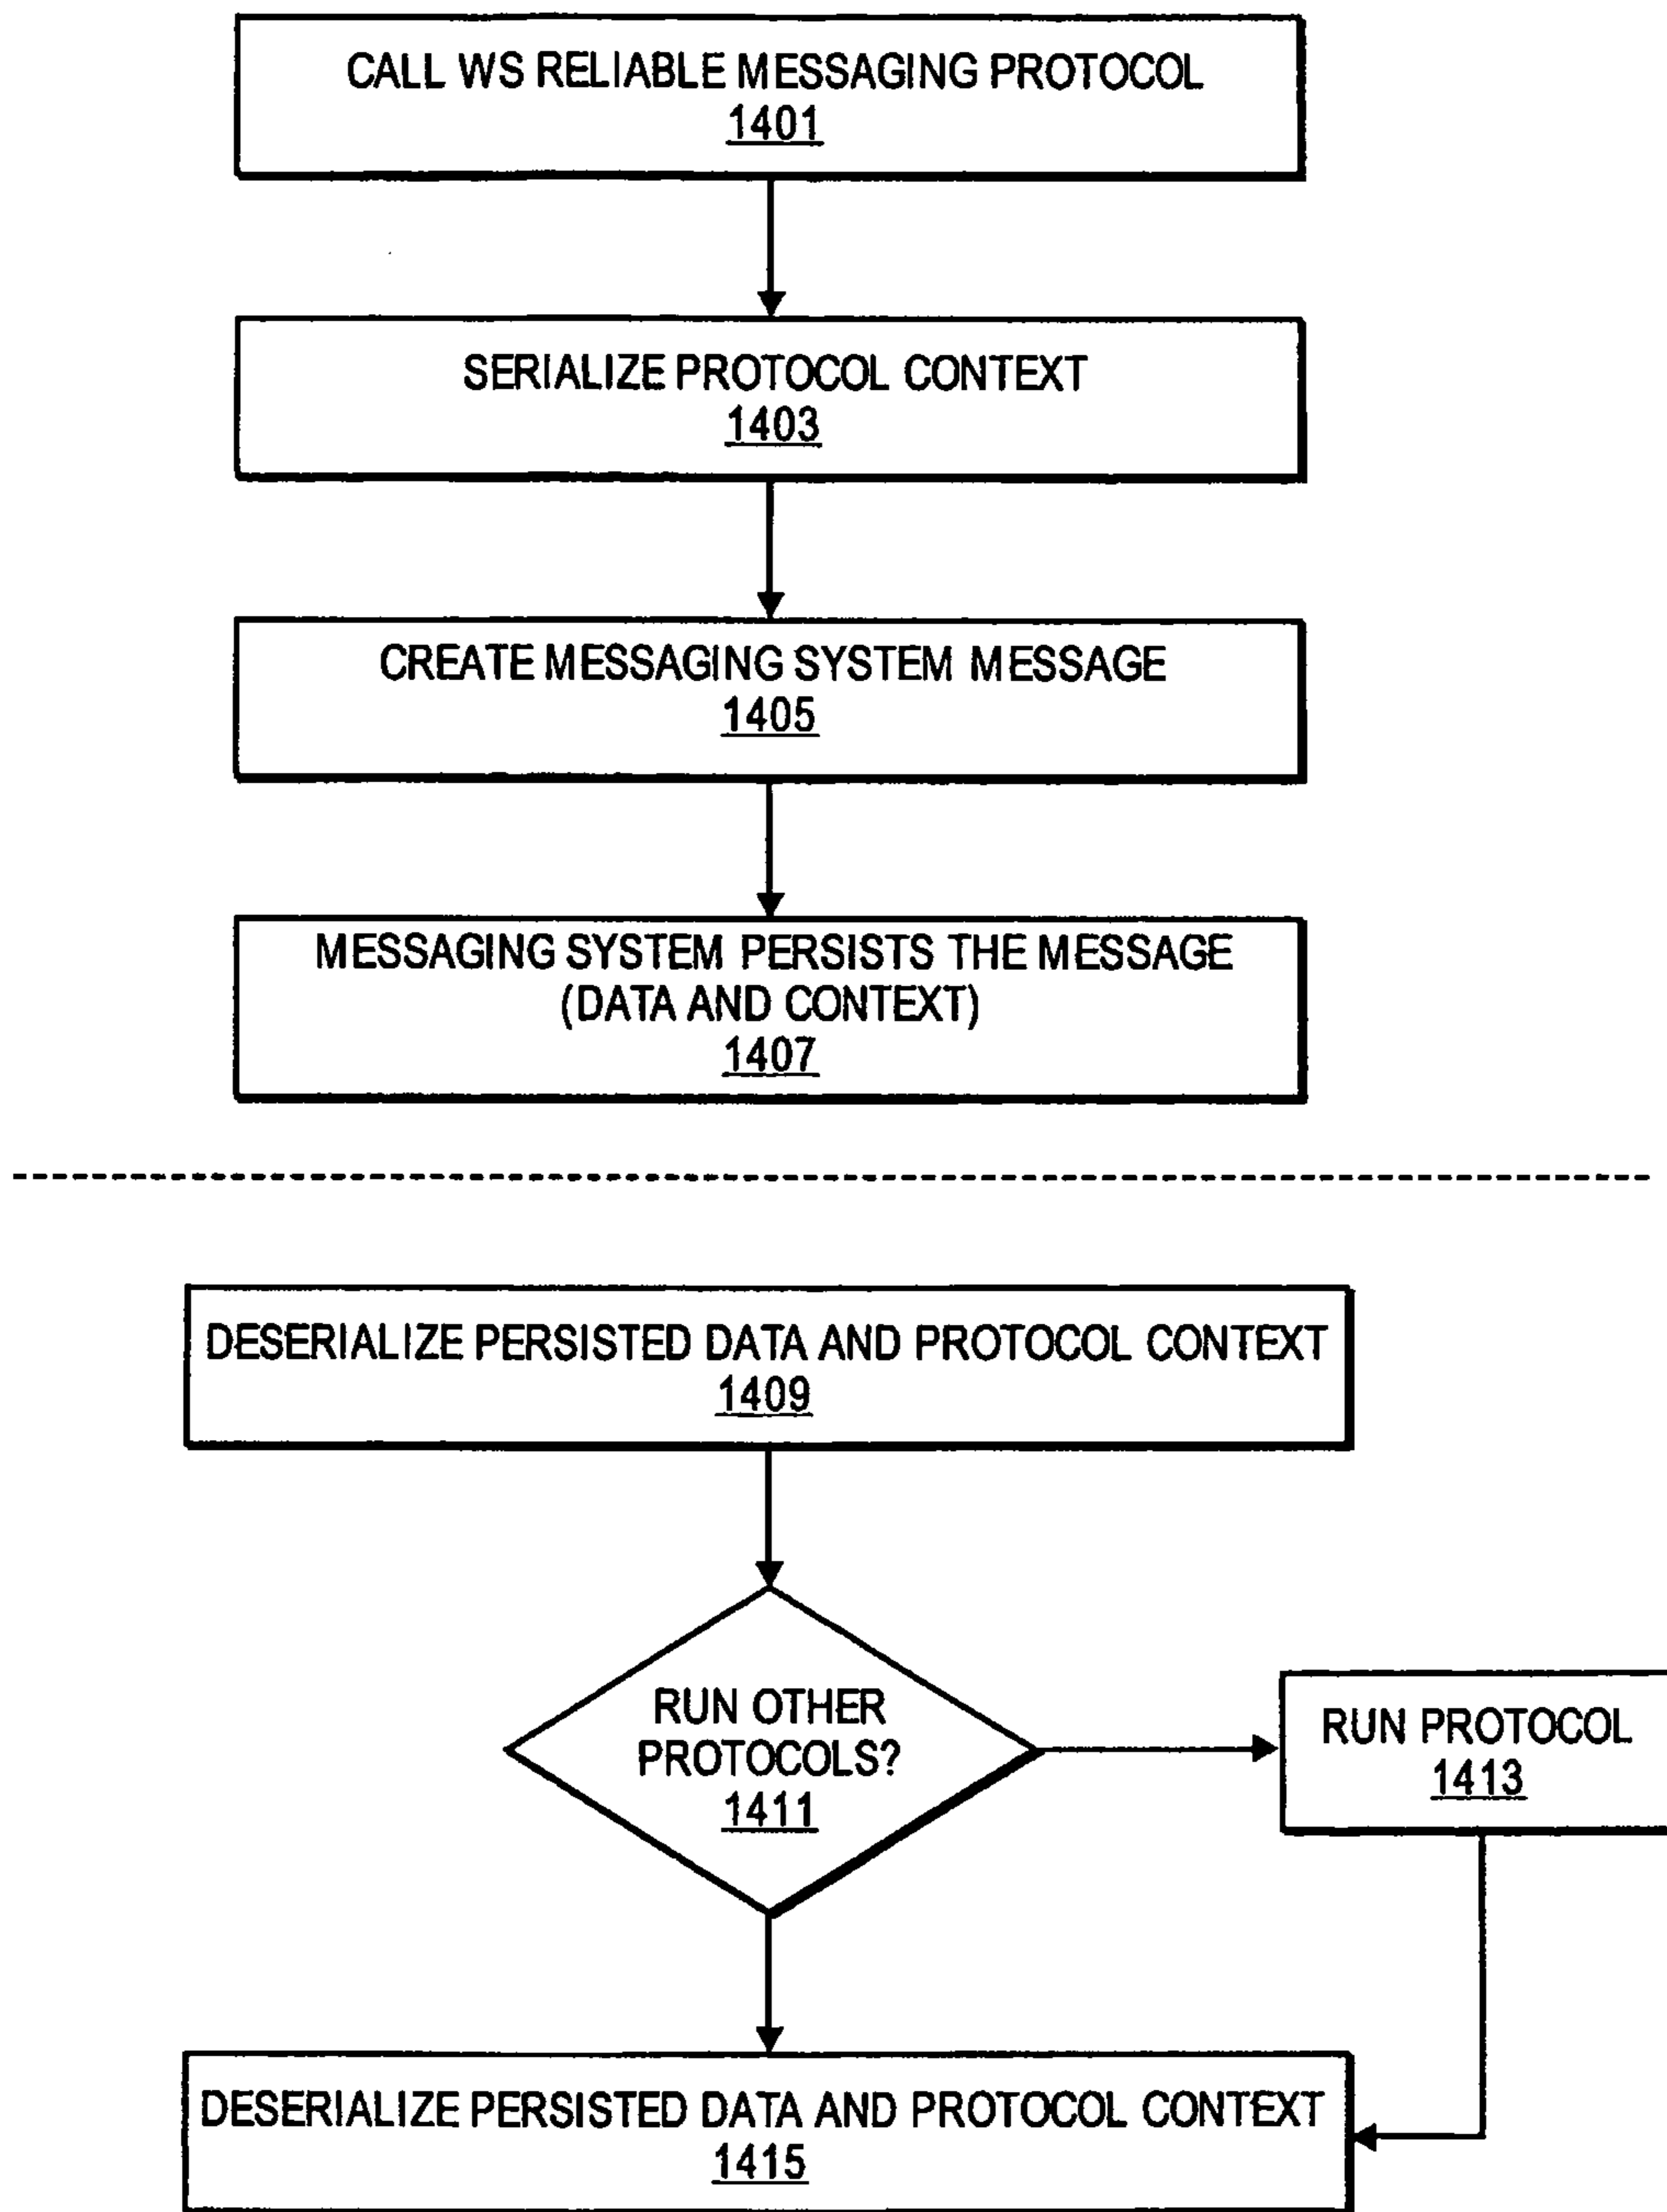 CALL WS RELIABLE MESSAGING PROTOCOL
1401
SERIALIZE PROTOCOL CONTEXT
1403
CREATE MESSAGING SYSTEM MESSAGE
1405
MESSAGING SYSTEM PERSISTS THE MESSAGE
(DATA AND CONTEXT)
1407
DESERIALIZE PERSISTED DATA AND PROTOCOL CONTEXT
1409
RUN OTHER
PROTOCOLS?
1411
RUN PROTOCOL
1413
DESERIALIZE PERSISTED DATA AND PROTOCOL CONTEXT
1415